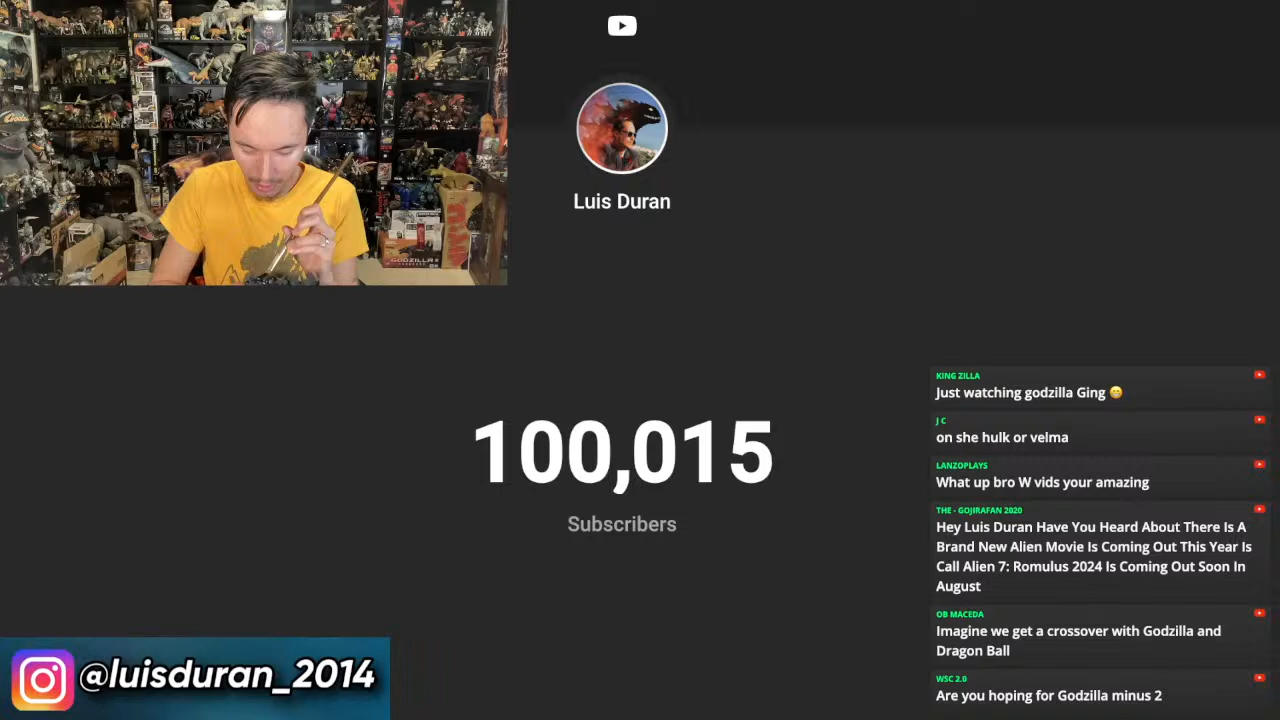 Luis Duran
GODZILLA
KING ZILLA
Just watching godzilla Ging 😁
J C
on she hulk or velma
100,015
LANZOPLAYS
What up bro W vids your amazing
Subscribers
THE - GOJIRAFAN 2020
Hey Luis Duran Have You Heard About There Is A
Brand New Alien Movie Is Coming Out This Year Is
Call Alien 7: Romulus 2024 Is Coming Out Soon In
August
OB MACEDA
Imagine we get a crossover with Godzilla and
Dragon Ball
WSC 2.0
Are you hoping for Godzilla minus 2
@luisduran_2014